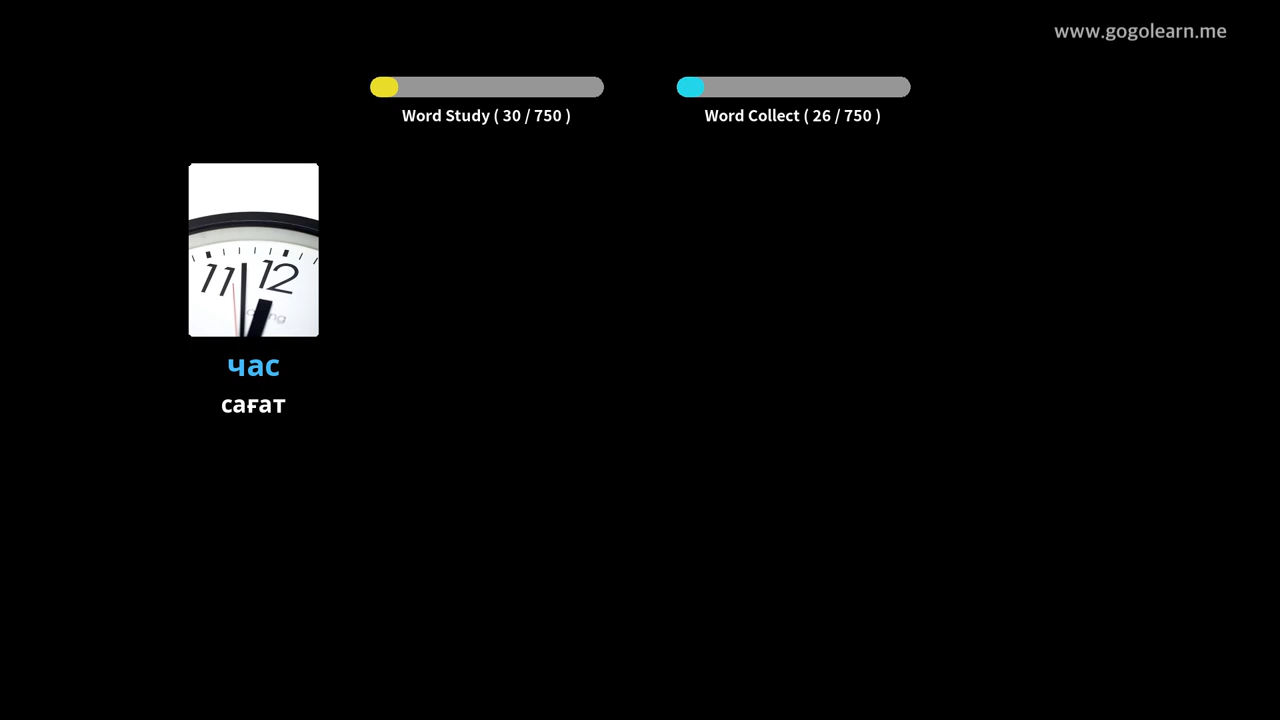 www.gogolearn.me
Word Study ( 30 / 750 )
Word Collect ( 26 / 750 )
11 12
час
сағат